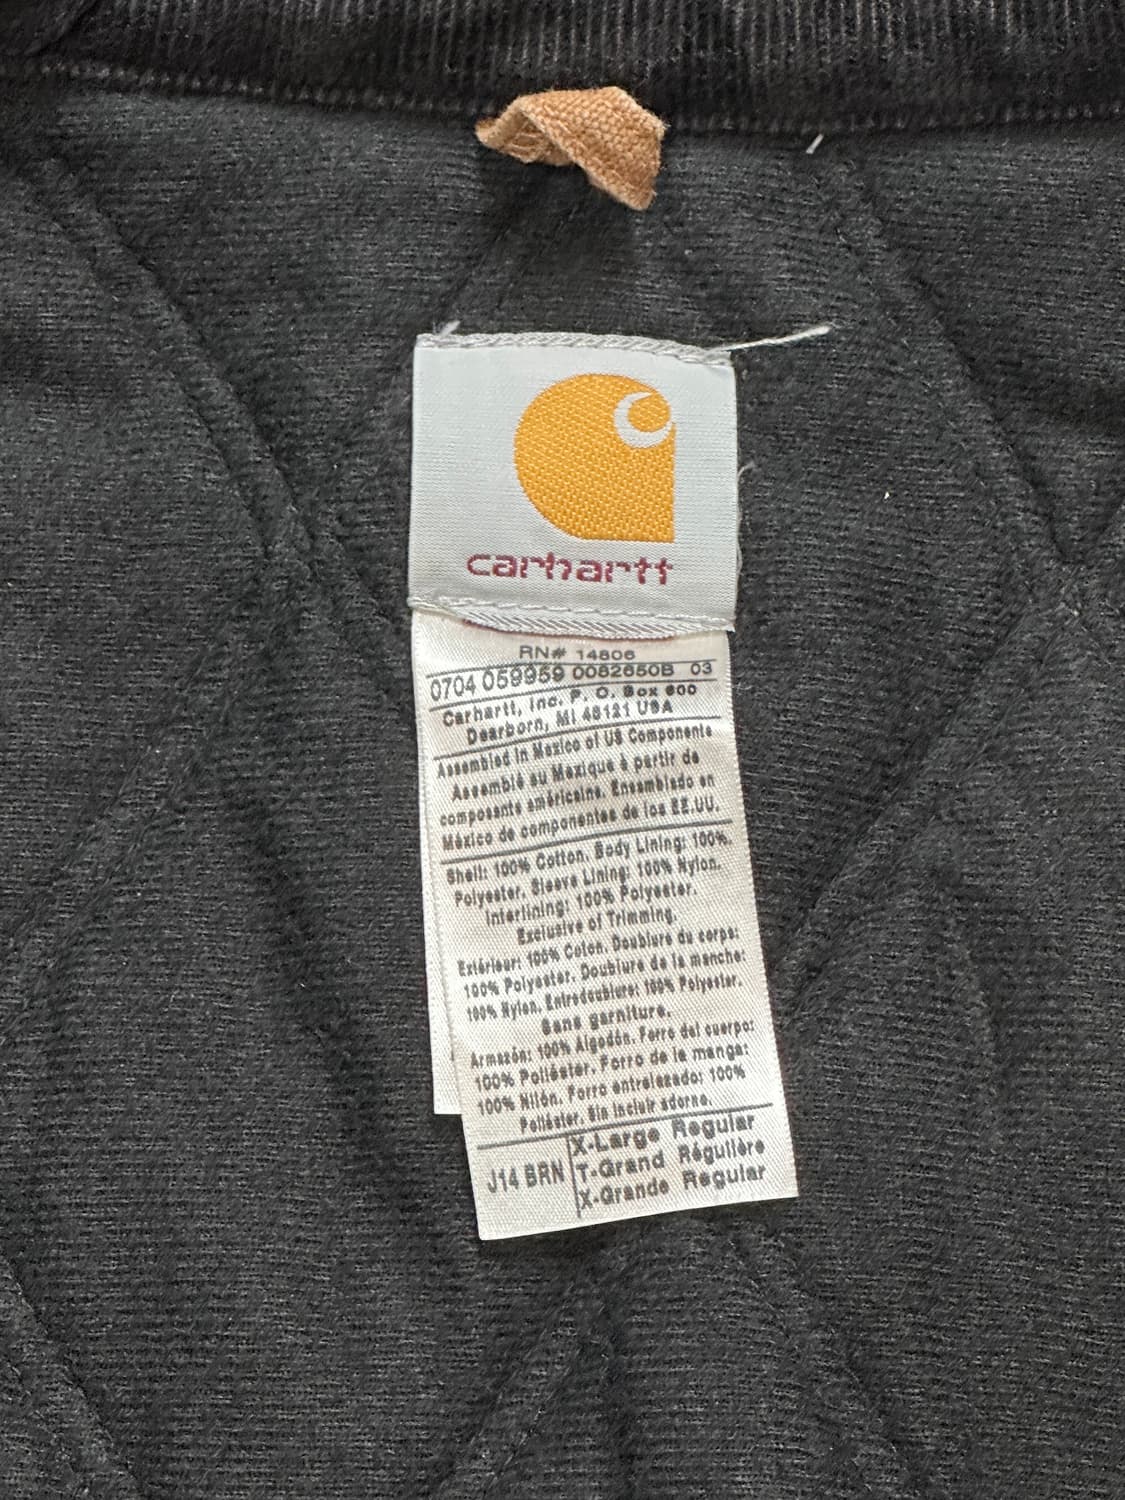 carhartt
RN# 14806
0704 059959 0082650B 03
Carhartt, Inc. P. O. Box 600
Dearborn, MI 48121 USA
Assembled in Mexico of US Components
Assemblé au Mexique à partir de
composants américains. Ensamblado en
México de componentes de los EE.UU.
Shell: 100% Cotton. Body Lining: 100%.
Polyester. Sleeve Lining: 100% Nylon.
Interlining: 100% Polyester.
Exclusive of Trimming.
Extérieur: 100% Coton. Doublure du corps:
100% Polyester. Doublure de la manche:
100% Nylon. Entredoublure: 100% Polyester.
Sans garniture.
Armazón: 100% Algodón. Forro del cuerpo:
100% Poliéster. Forro de la manga:
100% Nilón. Forro entrelazado: 100%
Poliéster. Sin incluir adorno.
J14 BRN
X-Large Regular
T-Grand Régulière
X-Grande Regular